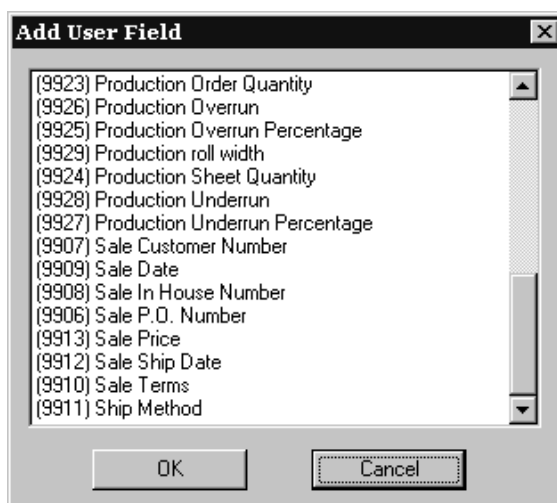 Add User Field
(9923) Production Order Quantity
(9926) Production Overrun
(9925) Production Overrun Percentage
(9929) Production roll width
(9924) Production Sheet Quantity
(9928) Production Underrun
(9927) Production Underrun Percentage
(9907) Sale Customer Number
(9909) Sale Date
(9908) Sale In House Number
(9906) Sale P.O. Number
(9913) Sale Price
(9912) Sale Ship Date
(9910) Sale Terms
(9911) Ship Method
OK Cancel